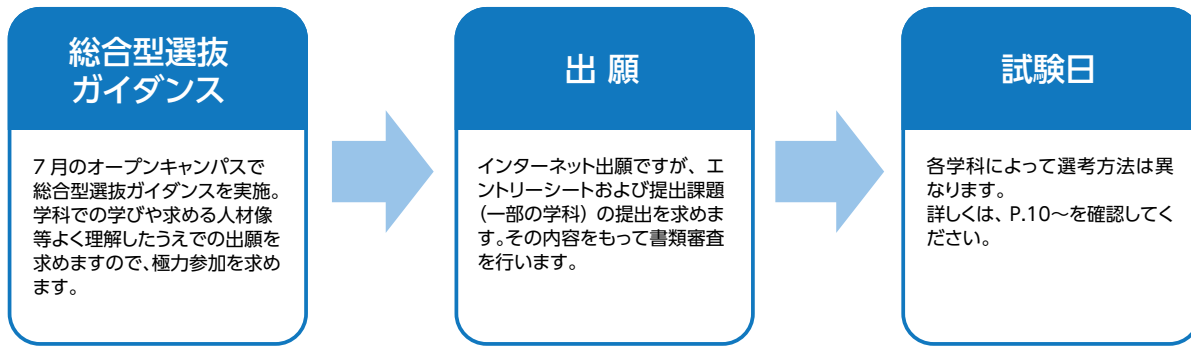 総合型選抜
ガイダンス
7月のオープンキャンパスで
総合型選抜ガイダンスを実施。
学科での学びや求める人材像
等よく理解したうえでの出願を
求めますので、極力参加を求め
ます。
出 願
インターネット出願ですが、エ
ントリーシートおよび提出課題
(一部の学科)の提出を求めま
す。その内容をもって書類審査
を行います。
試験日
各学科によって選考方法は異
なります。
詳しくは、P.10〜を確認してく
ださい。